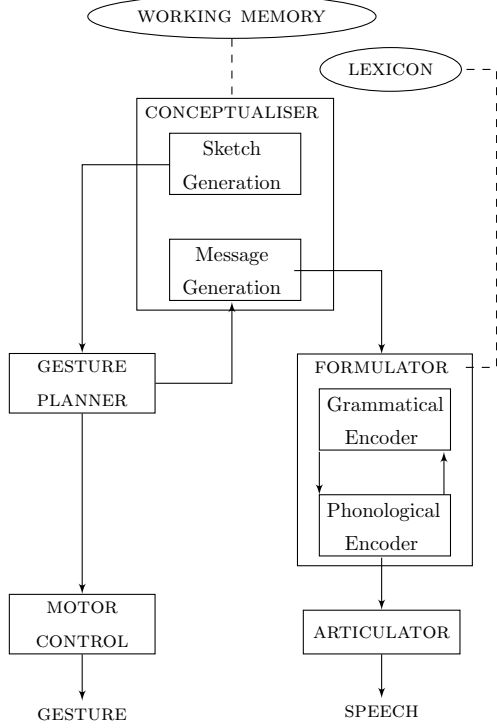 WORKING MEMORY
LEXICON
CONCEPTUALISER
Sketch
Generation
Message
Generation
GESTURE
PLANNER
FORMULATOR
Grammatical
Encoder
Phonological
Encoder
MOTOR
CONTROL
ARTICULATOR
GESTURE
SPEECH